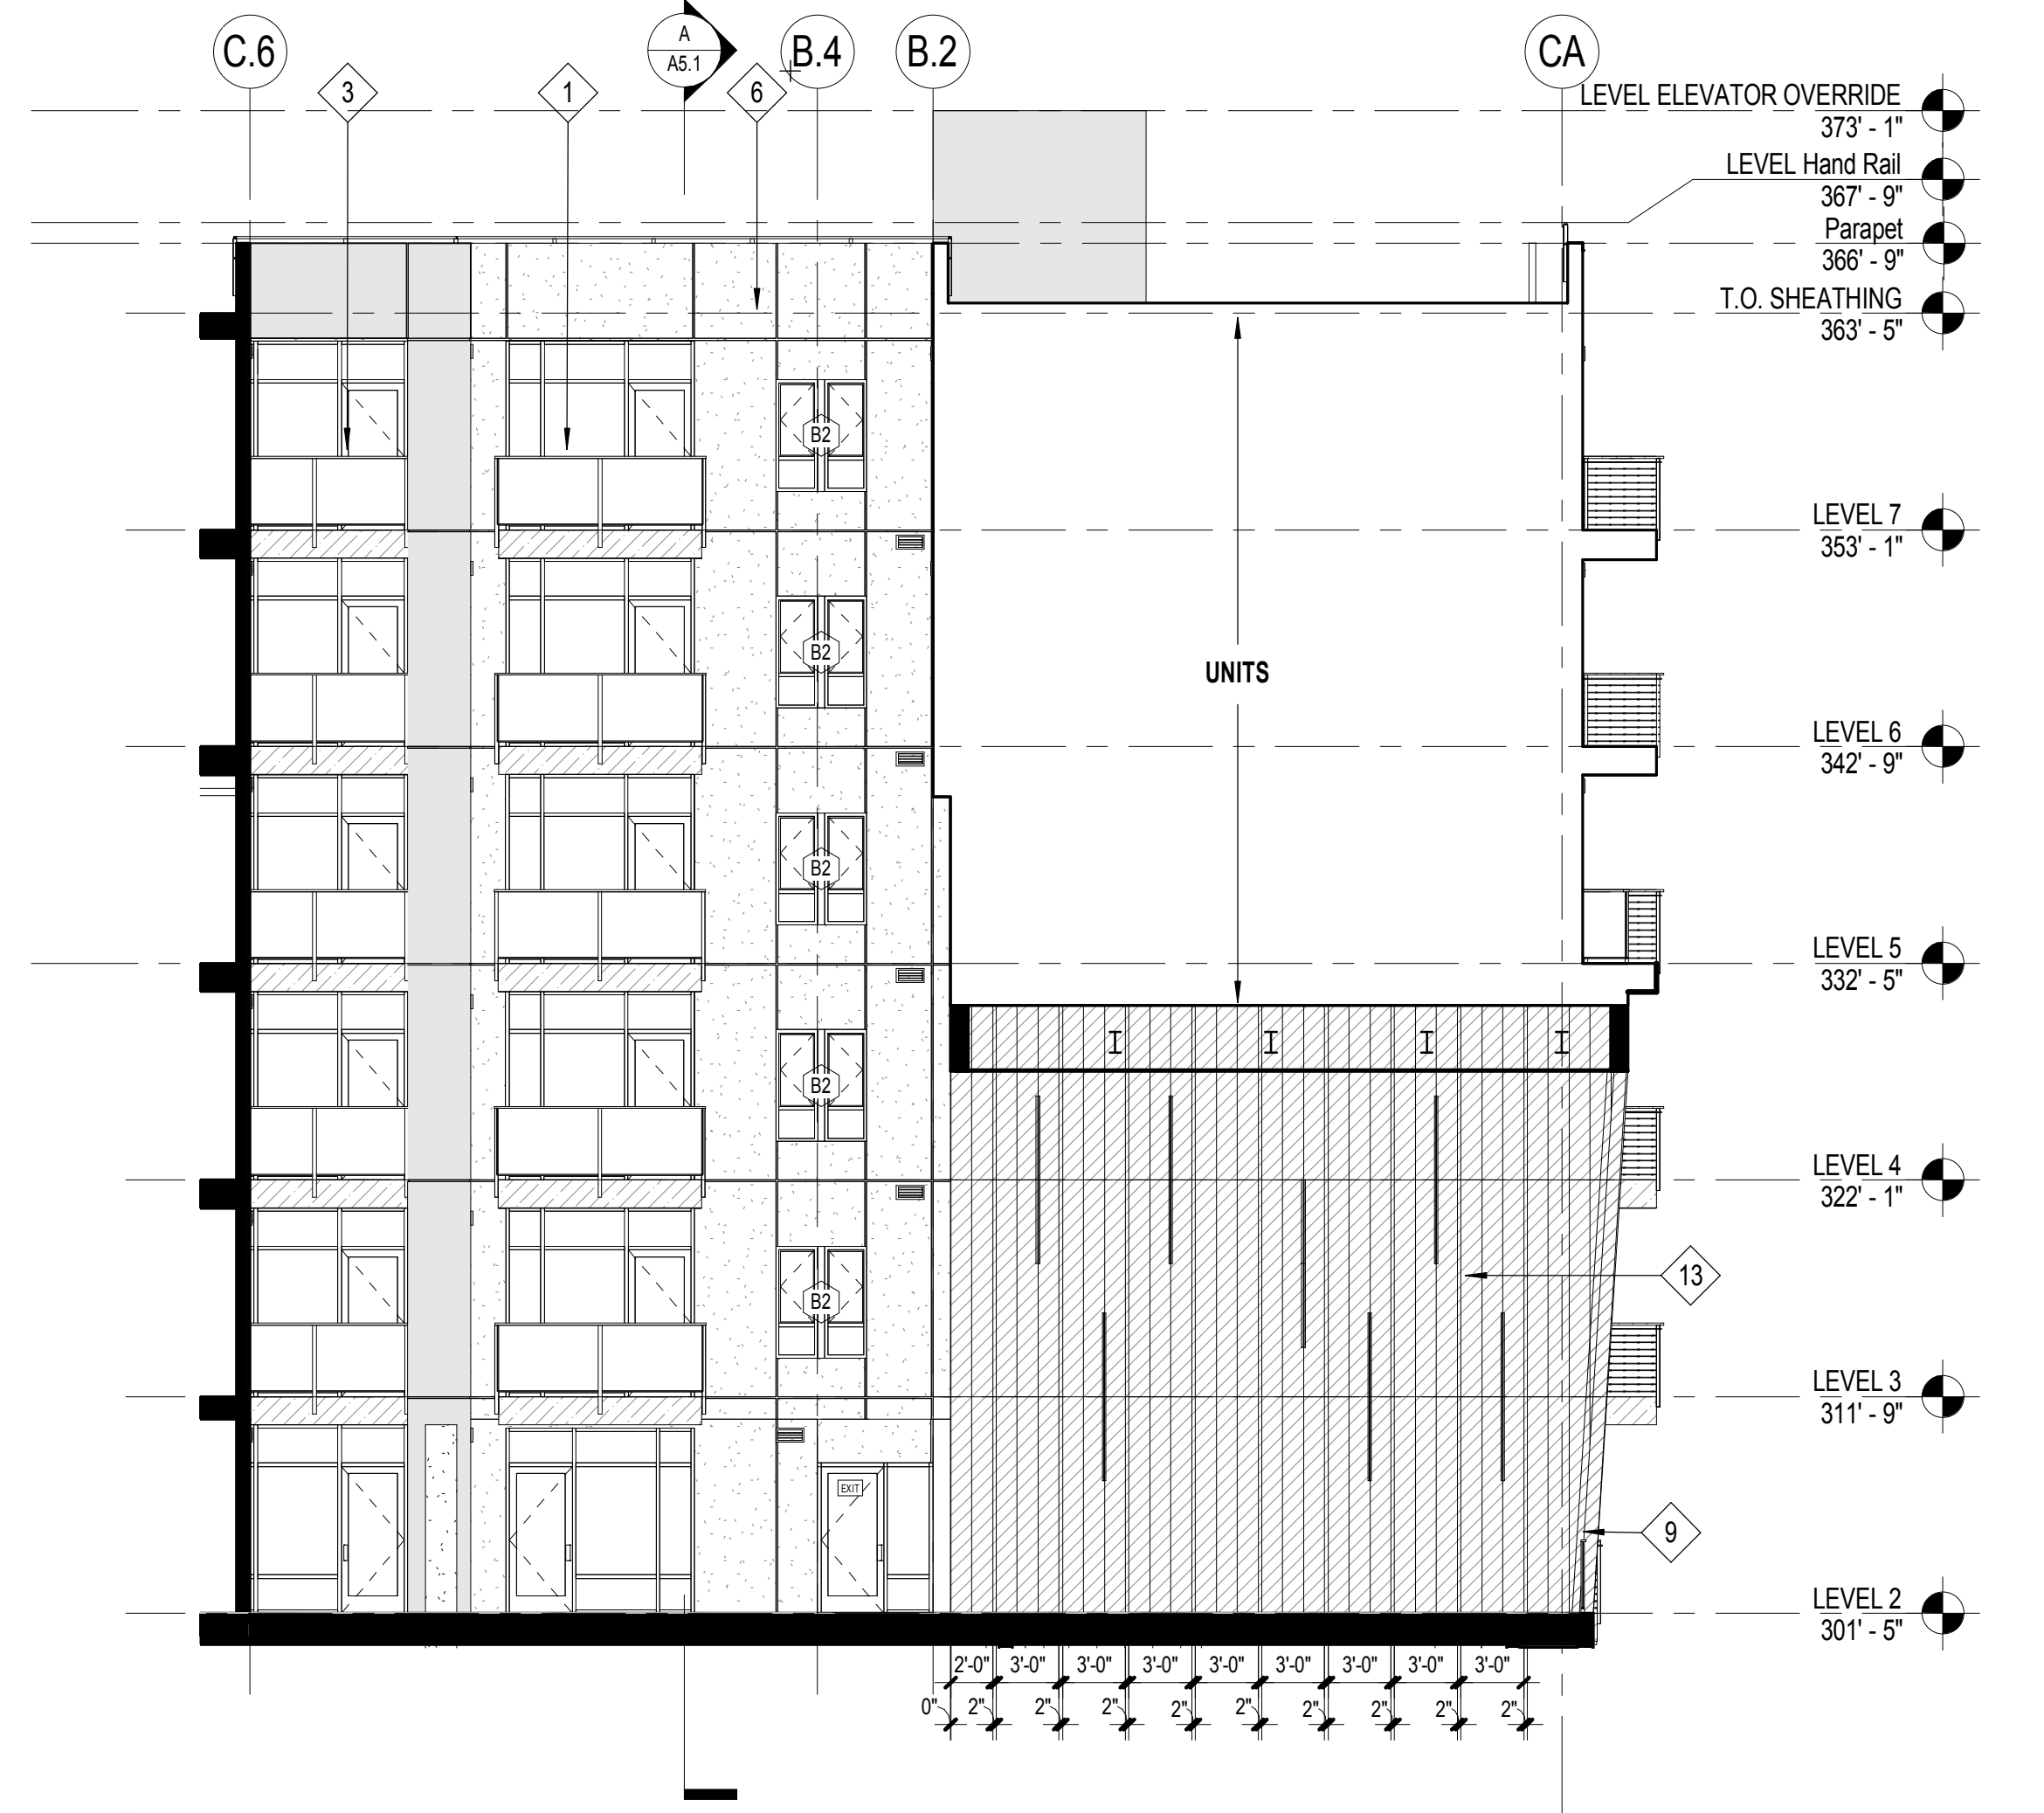 C.6
A
A5.1
B.4
B.2
CA
3
1
6
LEVEL ELEVATOR OVERRIDE
373' - 1"
LEVEL Hand Rail
367' - 9"
Parapet
366' - 9"
T.O. SHEATHING
363' - 5"
B2
LEVEL 7
353' - 1"
B2
UNITS
LEVEL 6
342' - 9"
B2
LEVEL 5
332' - 5"
B2
LEVEL 4
322' - 1"
13
B2
LEVEL 3
311' - 9"
EXIT
9
LEVEL 2
301' - 5"
2'-0" 3'-0" 3'-0" 3'-0" 3'-0" 3'-0" 3'-0" 3'-0" 3'-0"
0" 2" 2" 2" 2" 2" 2" 2" 2" 2"